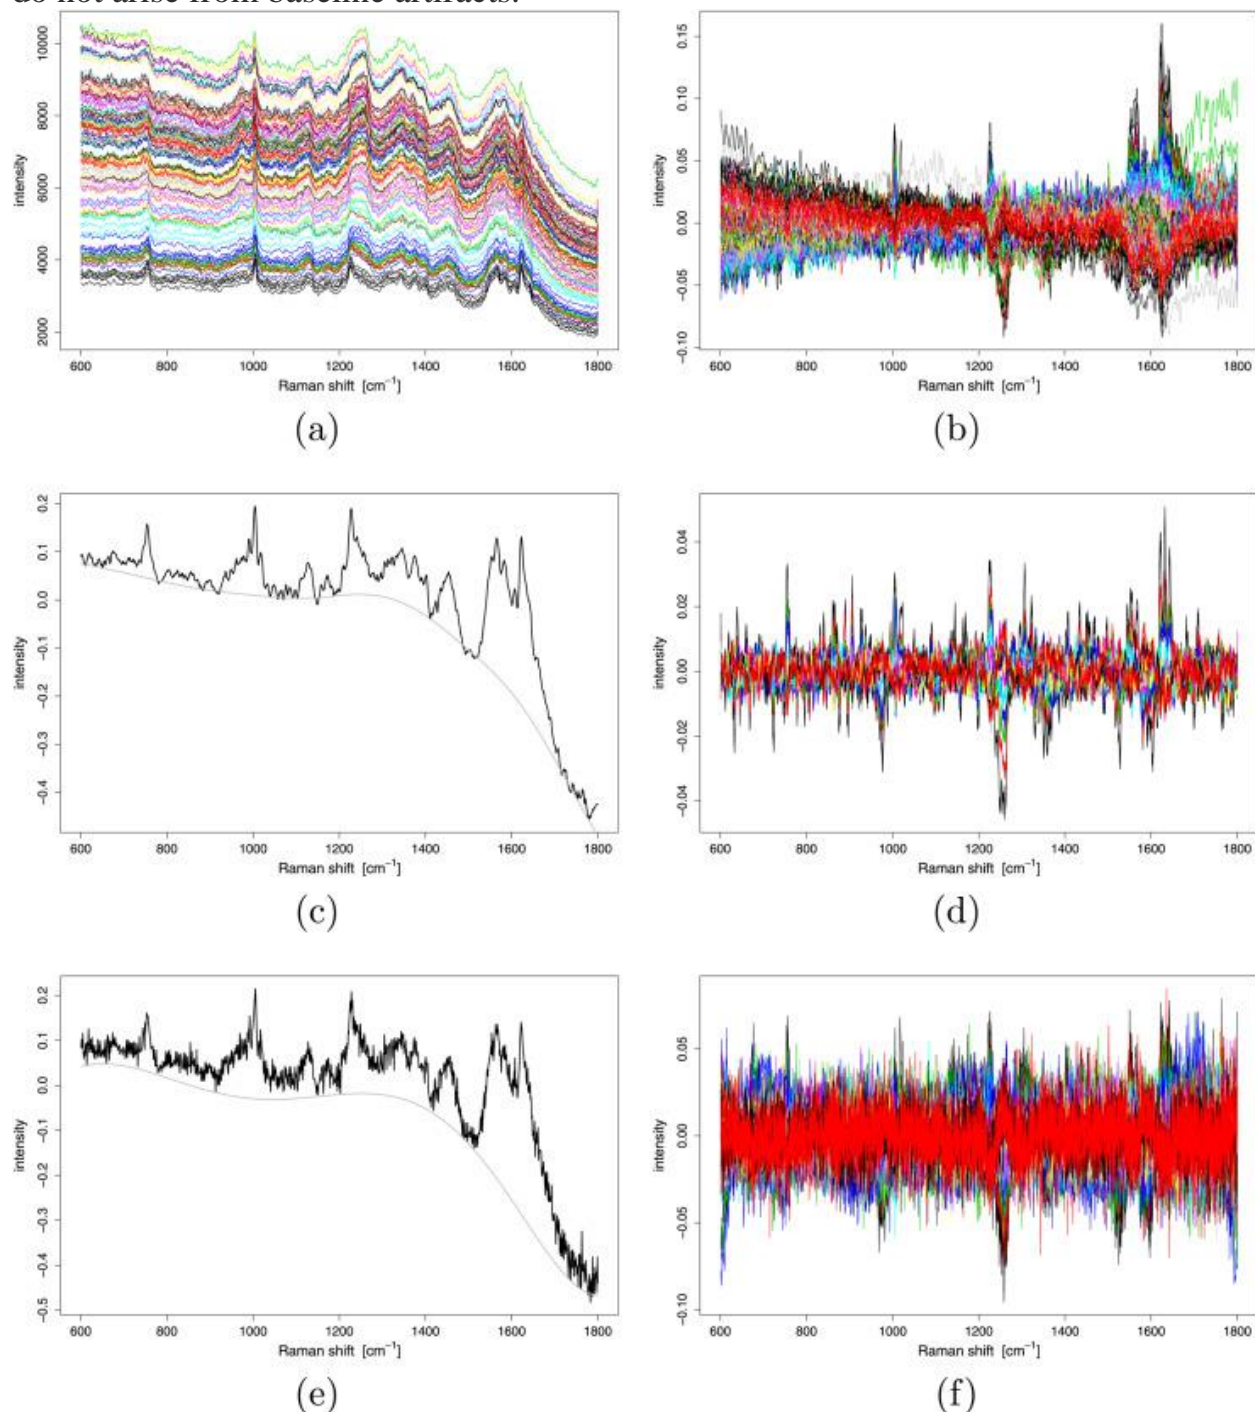 do not arise from baseline artifacts.
intensity
10000
8000
6000
4000
2000
600 800 1000 1200 1400 1600 1800
Raman shift [cm⁻¹]
(a)
intensity
0.15
0.10
0.05
0.00
−0.05
−0.10
600 800 1000 1200 1400 1600 1800
Raman shift [cm⁻¹]
(b)
intensity
0.2
0.1
0.0
−0.1
−0.2
−0.3
−0.4
600 800 1000 1200 1400 1600 1800
Raman shift [cm⁻¹]
(c)
intensity
0.04
0.02
0.00
−0.02
−0.04
600 800 1000 1200 1400 1600 1800
Raman shift [cm⁻¹]
(d)
intensity
0.2
0.1
0.0
−0.1
−0.2
−0.3
−0.4
−0.5
600 800 1000 1200 1400 1600 1800
Raman shift [cm⁻¹]
(e)
intensity
0.05
0.00
−0.05
−0.10
600 800 1000 1200 1400 1600 1800
Raman shift [cm⁻¹]
(f)